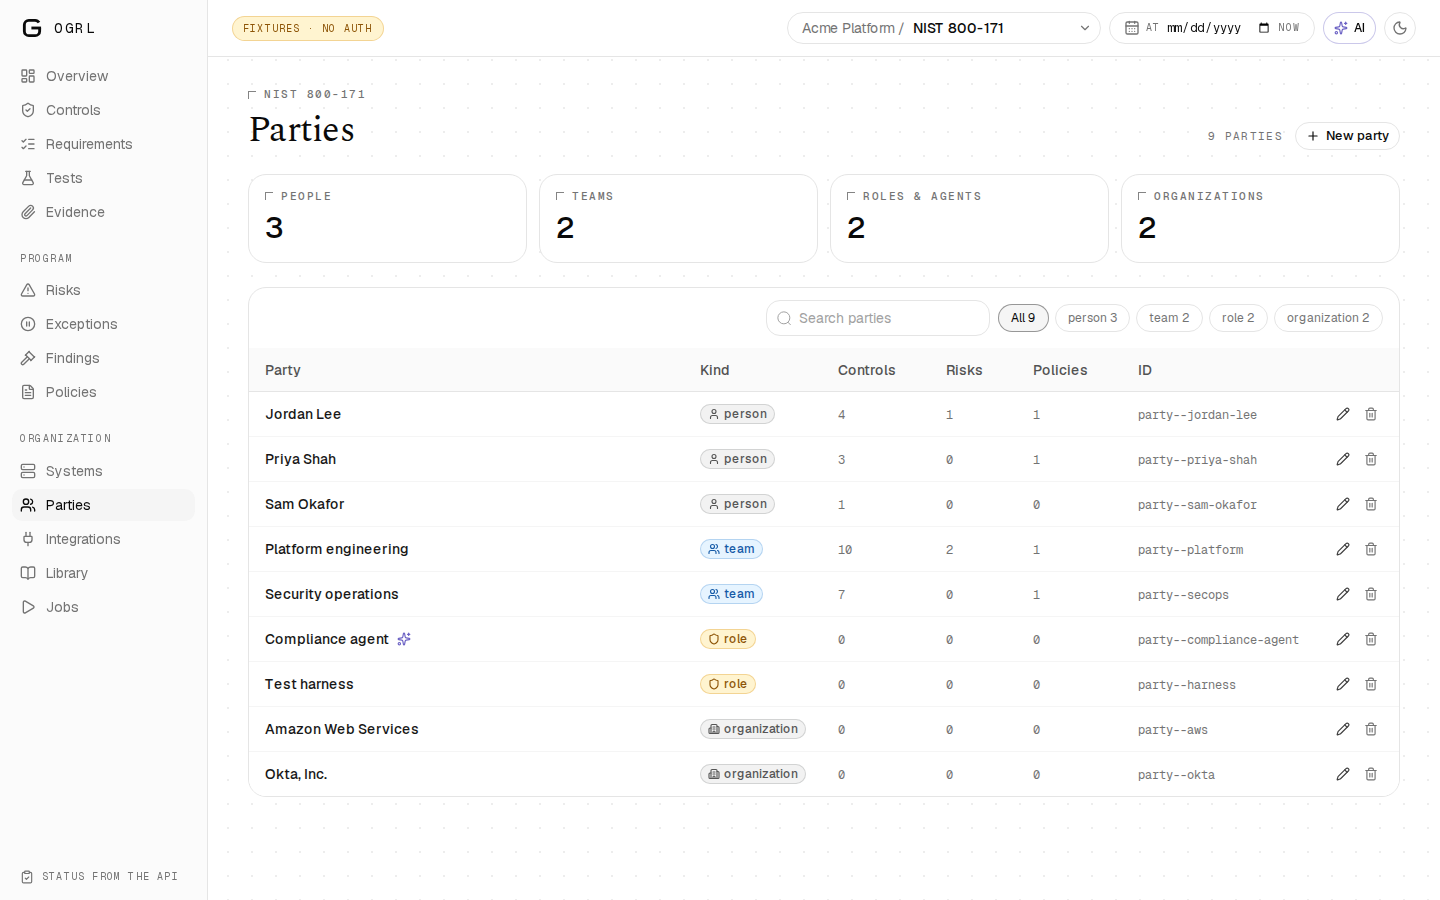 OGRL
FIXTURES · NO AUTH
Acme Platform / NIST 800-171
AT mm/dd/yyyy NOW
AI
Overview
Controls
Requirements
Tests
Evidence
PROGRAM
Risks
Exceptions
Findings
Policies
ORGANIZATION
Systems
Parties
Integrations
Library
Jobs
STATUS FROM THE API
NIST 800-171
Parties
9 PARTIES
New party
PEOPLE
3
TEAMS
2
ROLES & AGENTS
2
ORGANIZATIONS
2
Search parties
All 9 person 3 team 2 role 2 organization 2
Party Kind Controls Risks Policies ID
Jordan Lee person 4 1 1 party--jordan-lee
Priya Shah person 3 0 1 party--priya-shah
Sam Okafor person 1 0 0 party--sam-okafor
Platform engineering team 10 2 1 party--platform
Security operations team 7 0 1 party--secops
Compliance agent role 0 0 0 party--compliance-agent
Test harness role 0 0 0 party--harness
Amazon Web Services organization 0 0 0 party--aws
Okta, Inc. organization 0 0 0 party--okta